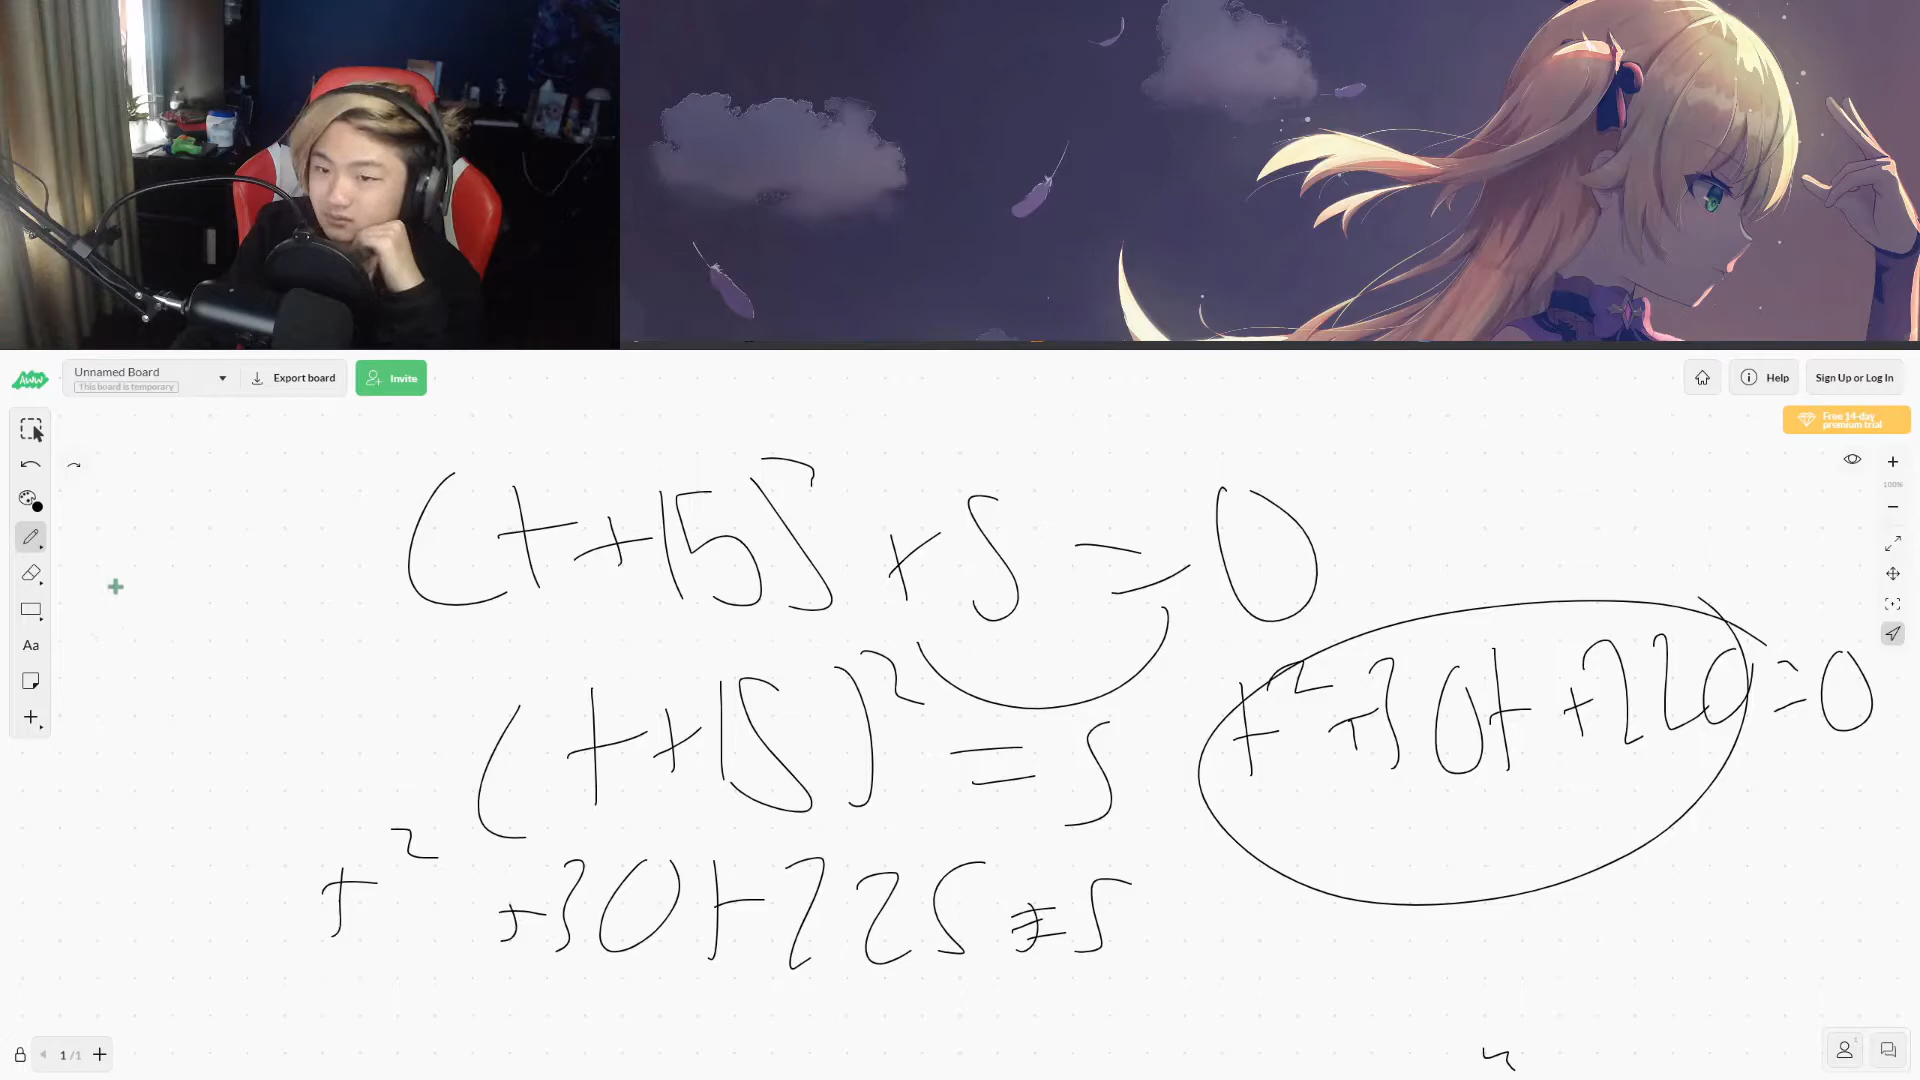 Unnamed Board
This board is temporary
Export board
Invite
Help
Sign Up or Log In
AWW
Free 14-day
premium trial
100%
Aa
(t+15)² + 5 = 0
(t+15)² = 5
t²+30t+220=0
t² +30t+225 = 5
1 / 1